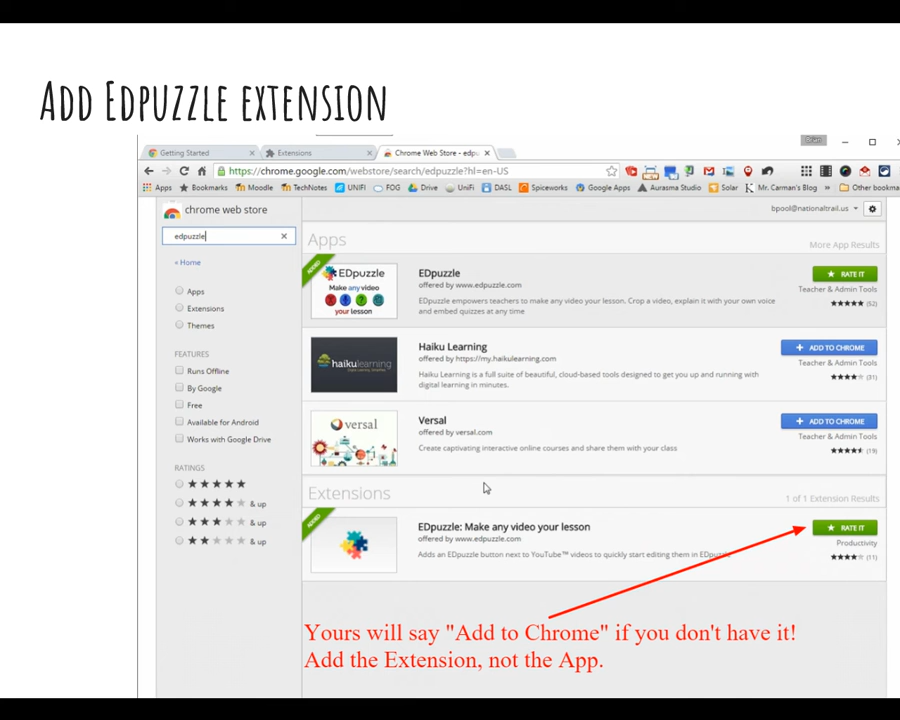 Add Edpuzzle extension
Brian
Getting Started
Extensions
Chrome Web Store - edpu
https://chrome.google.com/webstore/search/edpuzzle?hl=en-US
Apps Bookmarks Moodle TechNotes UNIFI FOG Drive UniFi DASL Spiceworks Google Apps Aurasma Studio Solar Mr. Carman's Blog » Other bookma
chrome web store
bpool@nationaltrail.us
edpuzzle
« Home
Apps
Extensions
Themes
FEATURES
Runs Offline
By Google
Free
Available for Android
Works with Google Drive
RATINGS
& up
& up
& up
Apps
More App Results
ADDED
EDpuzzle
Make any video
your lesson
EDpuzzle
offered by www.edpuzzle.com
EDpuzzle empowers teachers to make any video your lesson. Crop a video, explain it with your own voice
and embed quizzes at any time
RATE IT
Teacher & Admin Tools
(52)
haikulearning
Haiku Learning
offered by https://my.haikulearning.com
Haiku Learning is a full suite of beautiful, cloud-based tools designed to get you up and running with
digital learning in minutes.
+ ADD TO CHROME
Teacher & Admin Tools
(31)
versal
Versal
offered by versal.com
Create captivating interactive online courses and share them with your class
+ ADD TO CHROME
Teacher & Admin Tools
(19)
Extensions
1 of 1 Extension Results
ADDED
EDpuzzle: Make any video your lesson
offered by www.edpuzzle.com
Adds an EDpuzzle button next to YouTube™ videos to quickly start editing them in EDpuzzle
RATE IT
Productivity
(11)
Yours will say "Add to Chrome" if you don't have it!
Add the Extension, not the App.